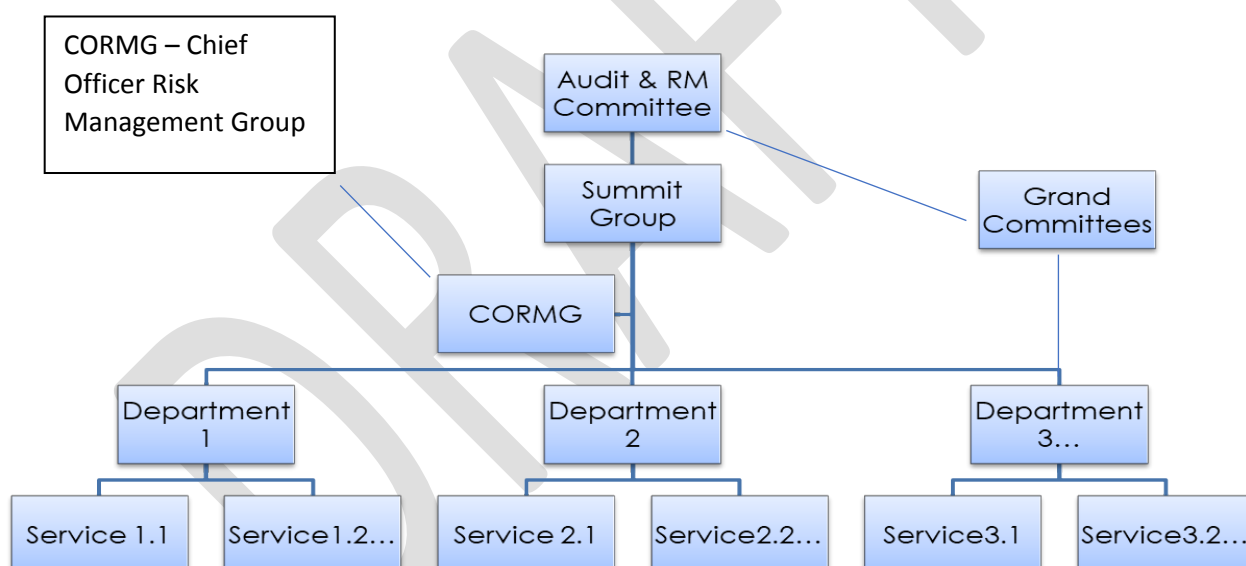 CORMG – Chief
Officer Risk
Management Group
Audit & RM
Committee
Summit
Group
Grand
Committees
CORMG
Department
1
Department
2
Department
3...
Service 1.1
Service1.2...
Service 2.1
Service2.2...
Service3.1
Service3.2...
DRAFT